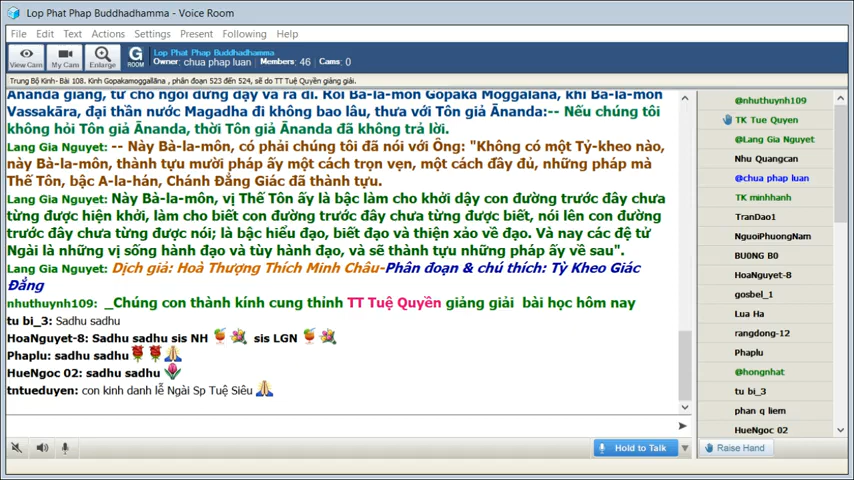 Lop Phat Phap Buddhadhamma - Voice Room
File Edit Text Actions Settings Present Following Help
View Cam
My Cam
Enlarge
G
ROOM
Lop Phat Phap Buddhadhamma
Owner: chua phap luan : Members: 46 Cams: 0
Trung Bộ Kinh- Bài 108. Kinh Gopakamoggallāna , phân đoạn 523 đến 524, sẽ do TT Tuệ Quyền giảng giải.
Ānanda giảng, từ chỗ ngồi đứng dậy và ra đi. Rồi Bà-la-môn Gopaka Moggalāna, khi Bà-la-môn
Vassakāra, đại thần nước Magadha đi không bao lâu, thưa với Tôn giả Ānanda:-- Nếu chúng tôi
không hỏi Tôn giả Ānanda, thời Tôn giả Ānanda đã không trả lời.
Lang Gia Nguyet: -- Này Bà-la-môn, có phải chúng tôi đã nói với Ông: "Không có một Tỷ-kheo nào,
này Bà-la-môn, thành tựu mười pháp ấy một cách trọn vẹn, một cách đầy đủ, những pháp mà
Thế Tôn, bậc A-la-hán, Chánh Đẳng Giác đã thành tựu.
Lang Gia Nguyet: Này Bà-la-môn, vị Thế Tôn ấy là bậc làm cho khởi dậy con đường trước đây chưa
từng được hiện khởi, làm cho biết con đường trước đây chưa từng được biết, nói lên con đường
trước đây chưa từng được nói; là bậc hiểu đạo, biết đạo và thiện xảo về đạo. Và nay các đệ tử
Ngài là những vị sống hành đạo và tùy hành đạo, và sẽ thành tựu những pháp ấy về sau".
Lang Gia Nguyet: Dịch giả: Hoà Thượng Thích Minh Châu-Phân đoạn & chú thích: Tỳ Kheo Giác
Đẳng
nhuthuynh109: _Chúng con thành kính cung thỉnh TT Tuệ Quyền giảng giải bài học hôm nay
tu bi_3: Sadhu sadhu
HoaNguyet-8: Sadhu sadhu sis NH sis LGN
Phaplu: sadhu sadhu
HueNgoc 02: sadhu sadhu
tntueduyen: con kinh danh lễ Ngài Sp Tuệ Siêu
Hold to Talk
@nhuthuynh109
TK Tue Quyen
@Lang Gia Nguyet
Nhu Quangcan
@chua phap luan
TK minhhanh
TranDao1
NguoiPhuongNam
BU0NG B0
HoaNguyet-8
gosbel_1
Lua Ha
rangdong-12
Phaplu
@hongnhat
tu bi_3
phan q liem
HueNgoc 02
Raise Hand